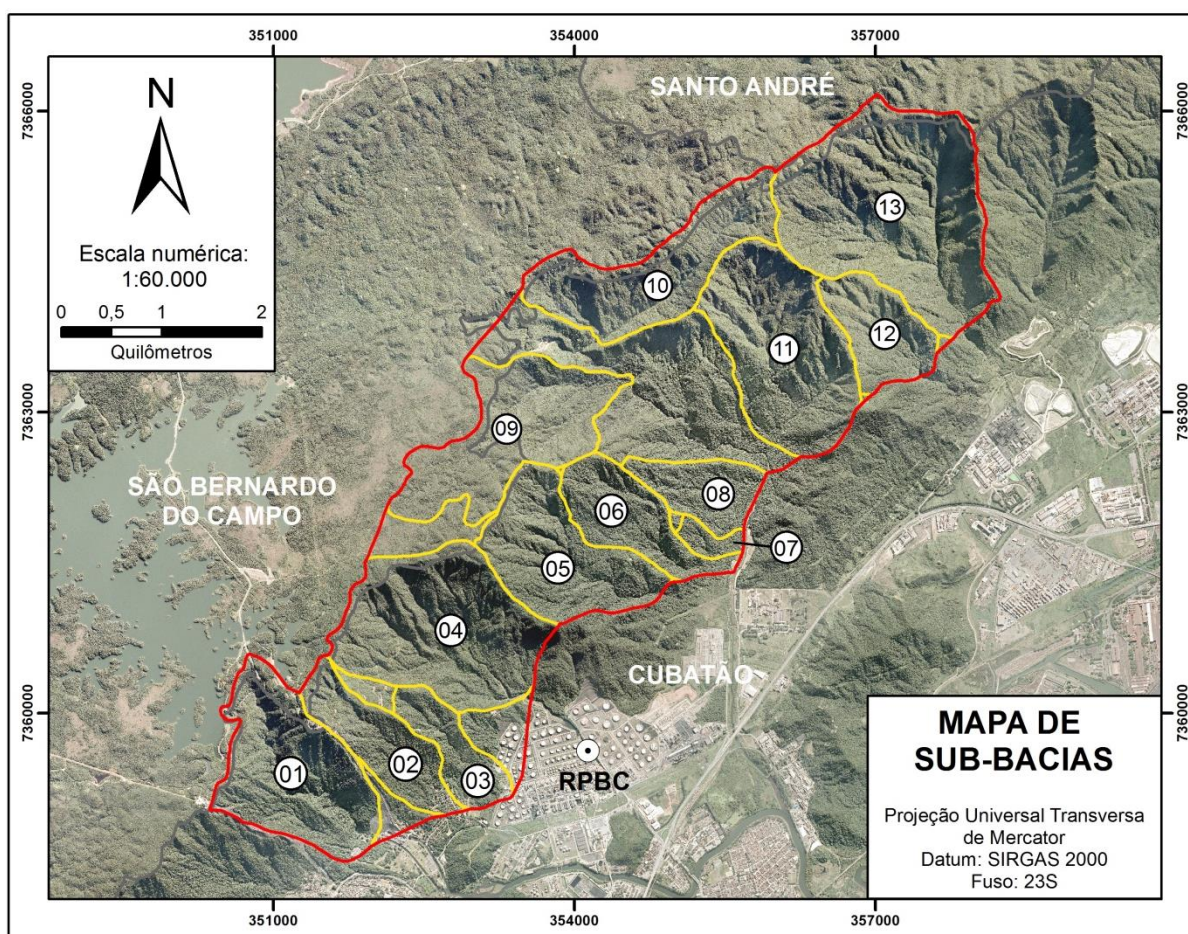 351000
354000
357000
7366000
7363000
7360000
N
Escala numérica:
1:60.000
0 0,5 1 2
Quilômetros
SANTO ANDRÉ
SÃO BERNARDO
DO CAMPO
CUBATÃO
RPBC
13
10
12
11
09
08
06
07
05
04
02
03
01
7366000
7363000
7360000
MAPA DE
SUB-BACIAS
Projeção Universal Transversa
de Mercator
Datum: SIRGAS 2000
Fuso: 23S
351000
354000
357000